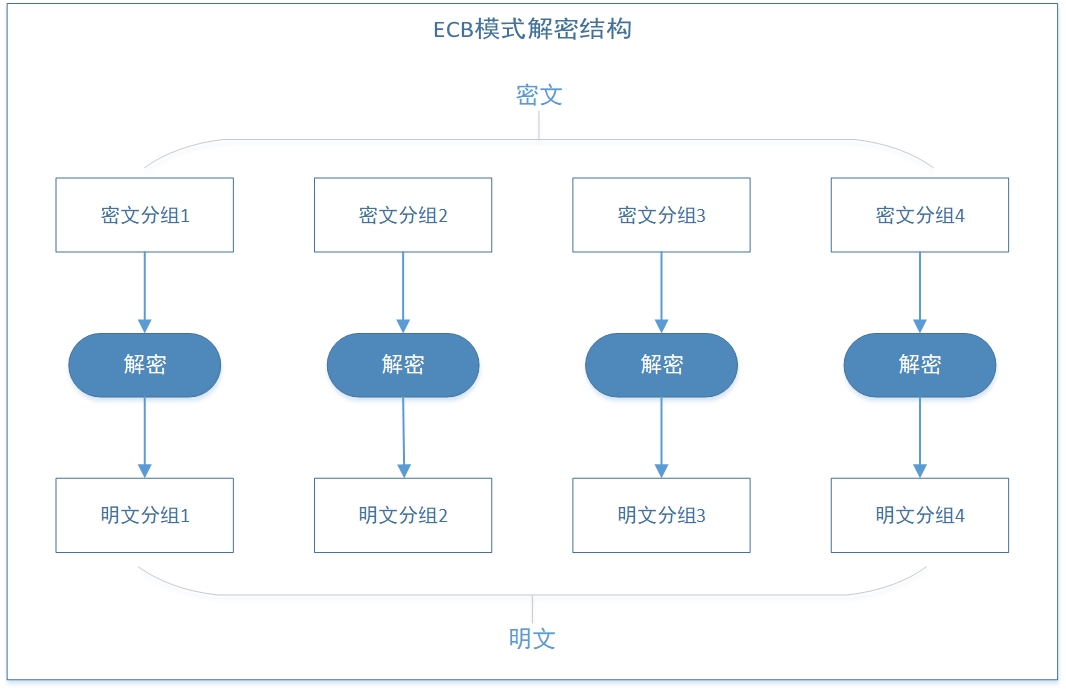 ECB模式解密结构
密文
密文分组1
密文分组2
密文分组3
密文分组4
解密
解密
解密
解密
明文分组1
明文分组2
明文分组3
明文分组4
明文